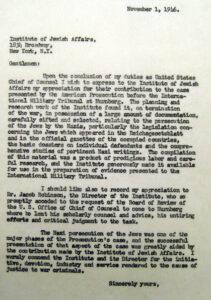 November 1, 1946.
Institute of Jewish Affairs,
1834 Broadway,
New York, N.Y.
Gentlemen:
Upon the conclusion of my duties as United States
Chief of Counsel I wish to express to the Institute of Jewish
Affairs my appreciation for their contribution to the case
presented by the American Prosecution before the Interna-
tional Military Tribunal at Nurnberg. The planning and
research work of the Institute found it, on termination
of the war, in possession of a large amount of documentation,
carefully sifted and selected, relating to the prosecution
of the Jews by the Nazis, particularly the legislation con-
cerning the Jews which appeared in the Reichsgesetzblatt
and in the official gazettes of the occupied countries,
the basic dossiers on individual defendants and the compre-
hensive studies of pertinent Nazi writings. The compilation
of this material was a product of prodigious labor and care-
ful research, and the Institute generously made it available
for use in the preparation of evidence presented to the
International Military Tribunal.
I should like also to record my appreciation to
Dr. Jacob Robinson, the Director of the Institute, who so
promptly acceded to the request of the Board of Review of
the U. S. Office of Chief of Counsel to come to Nurnberg
where he lent his scholarly counsel and advice, his untiring
efforts and critical judgment to the task.
The Nazi persecution of the Jews was one of the
major phases of the Prosecution's case, and the successful
presentation of that aspect of the case was greatly aided by
the contribution made by the Institute of Jewish Affairs. I
warmly commend the Institute and its Director for the initia-
tive, devotion, industry and service rendered to the cause of
justice to war criminals.
Sincerely yours,